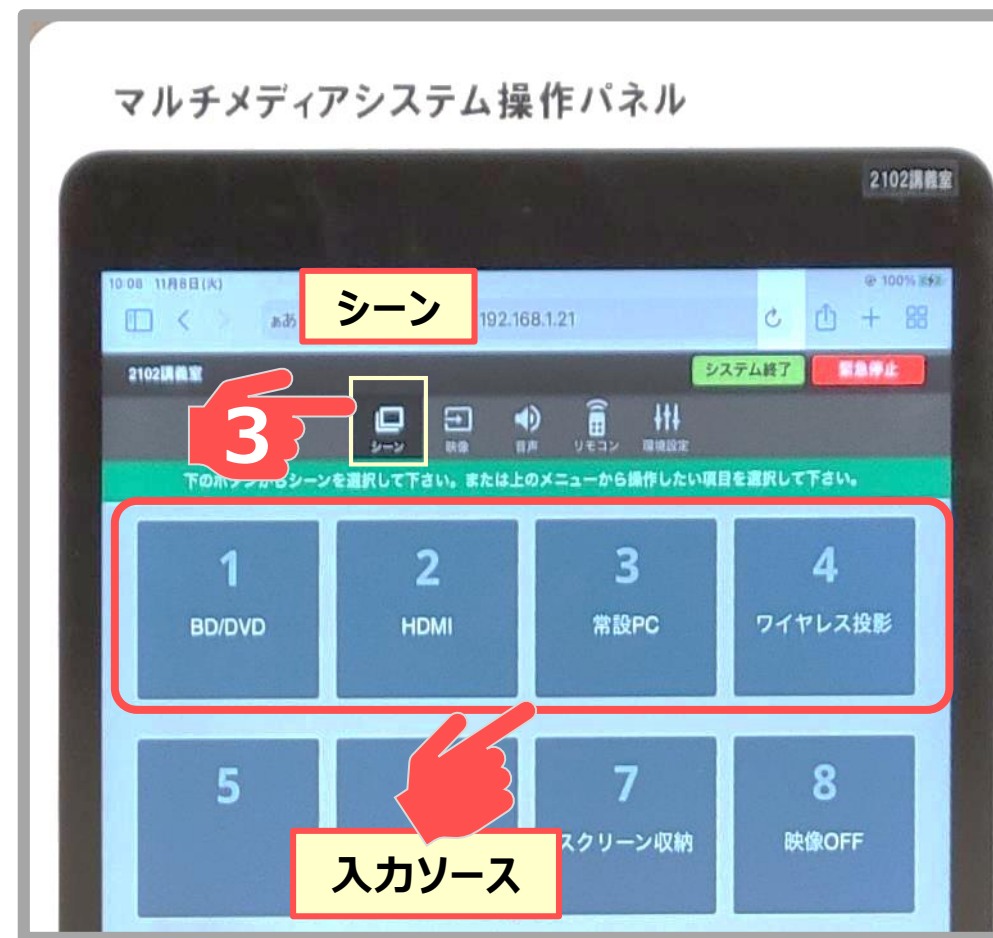 マルチメディアシステム操作パネル
2102講義室
10:08 11月8日(火)
100%
シーン
ぁあ
192.168.1.21
2102講義室
システム終了
緊急停止
3
シーン
映像
音声
リモコン
環境設定
下のボタンからシーンを選択して下さい。または上のメニューから操作したい項目を選択して下さい。
1
BD/DVD
2
HDMI
3
常設PC
4
ワイヤレス投影
5
7
スクリーン収納
8
映像OFF
入力ソース